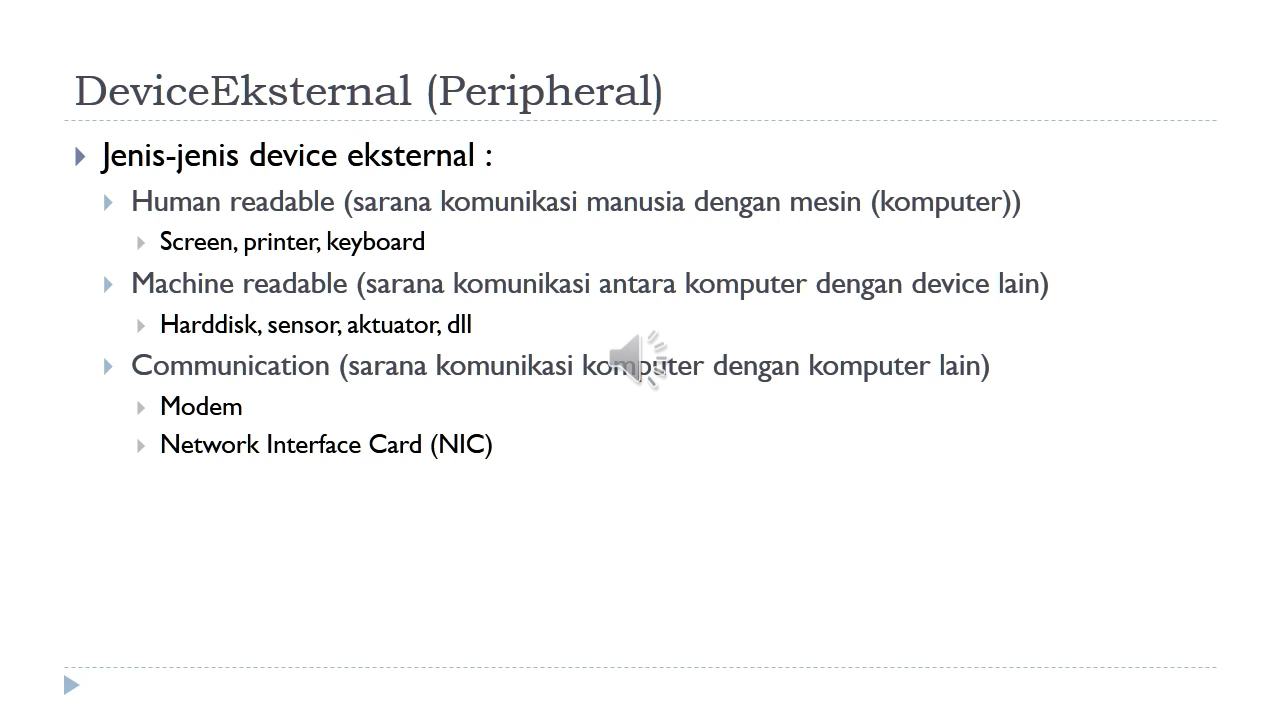 DeviceEksternal (Peripheral)
Jenis-jenis device eksternal :
Human readable (sarana komunikasi manusia dengan mesin (komputer))
Screen, printer, keyboard
Machine readable (sarana komunikasi antara komputer dengan device lain)
Harddisk, sensor, aktuator, dll
Communication (sarana komunikasi komputer dengan komputer lain)
Modem
Network Interface Card (NIC)